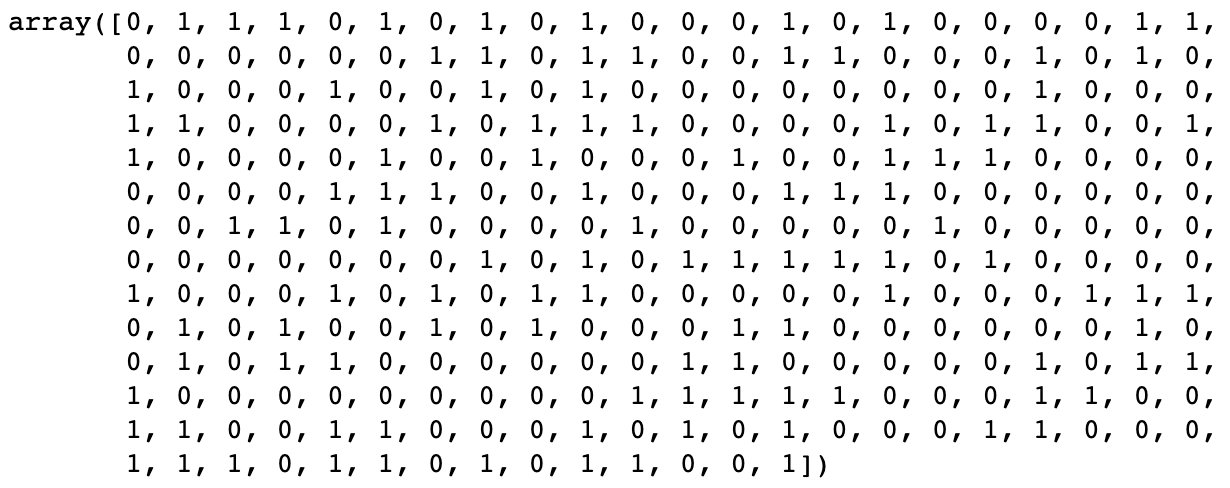 array([0, 1, 1, 1, 0, 1, 0, 1, 0, 1, 0, 0, 0, 1, 0, 1, 0, 0, 0, 0, 1, 1,
0, 0, 0, 0, 0, 0, 1, 1, 0, 1, 1, 0, 0, 1, 1, 0, 0, 0, 1, 0, 1, 0,
1, 0, 0, 0, 1, 0, 0, 1, 0, 1, 0, 0, 0, 0, 0, 0, 0, 0, 1, 0, 0, 0,
1, 1, 0, 0, 0, 0, 1, 0, 1, 1, 1, 0, 0, 0, 0, 1, 0, 1, 1, 0, 0, 1,
1, 0, 0, 0, 0, 1, 0, 0, 1, 0, 0, 0, 1, 0, 0, 1, 1, 1, 0, 0, 0, 0,
0, 0, 0, 0, 1, 1, 1, 0, 0, 1, 0, 0, 0, 1, 1, 1, 0, 0, 0, 0, 0, 0,
0, 0, 1, 1, 0, 1, 0, 0, 0, 0, 1, 0, 0, 0, 0, 0, 1, 0, 0, 0, 0, 0,
0, 0, 0, 0, 0, 0, 0, 1, 0, 1, 0, 1, 1, 1, 1, 1, 0, 1, 0, 0, 0, 0,
1, 0, 0, 0, 1, 0, 1, 0, 1, 1, 0, 0, 0, 0, 0, 1, 0, 0, 0, 1, 1, 1,
0, 1, 0, 1, 0, 0, 1, 0, 1, 0, 0, 0, 1, 1, 0, 0, 0, 0, 0, 0, 1, 0,
0, 1, 0, 1, 1, 0, 0, 0, 0, 0, 0, 1, 1, 0, 0, 0, 0, 0, 1, 0, 1, 1,
1, 0, 0, 0, 0, 0, 0, 0, 0, 0, 1, 1, 1, 1, 1, 0, 0, 0, 1, 1, 0, 0,
1, 1, 0, 0, 1, 1, 0, 0, 0, 1, 0, 1, 0, 1, 0, 0, 0, 1, 1, 0, 0, 0,
1, 1, 1, 0, 1, 1, 0, 1, 0, 1, 1, 0, 0, 1])